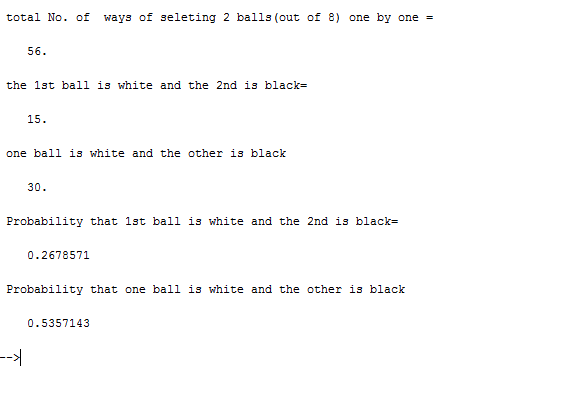 total No. of  ways of seleting 2 balls(out of 8) one by one =
56.
the 1st ball is white and the 2nd is black=
15.
one ball is white and the other is black
30.
Probability that 1st ball is white and the 2nd is black=
0.2678571
Probability that one ball is white and the other is black
0.5357143
-->